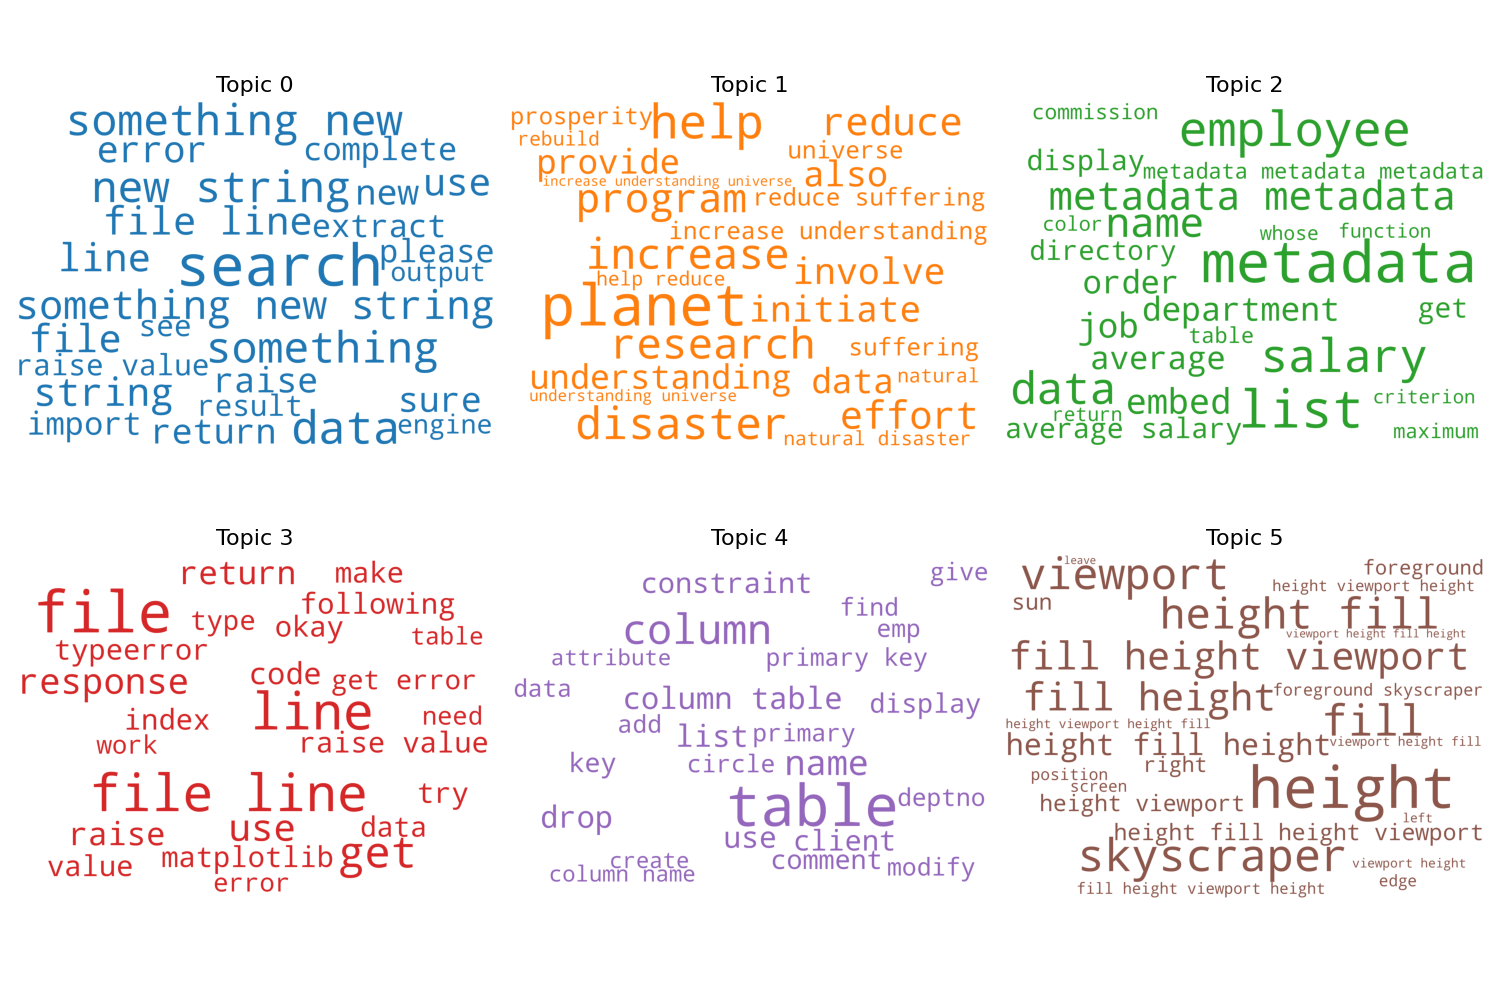 Topic 0
something new
error complete
new string new use
file line extract
line please
search output
something new string
file see
something
raise value raise
string result sure
import return data engine
Topic 1
prosperity help reduce
rebuild
provide universe
increase understanding universe also
program reduce suffering
increase understanding
increase involve
help reduce
planet initiate
research suffering
understanding data natural
understanding universe
disaster effort
natural disaster
Topic 2
commission employee
display metadata metadata metadata
metadata metadata
color name whose function
directory metadata
order
department get
job table
average salary
data embed criterion
return list
average salary maximum
Topic 3
return make
file following
type okay table
typeerror
response code get error
index line need
work raise value
file line try
raise use data
value matplotlib get
error
Topic 4
constraint give
find
column emp
attribute primary key
data column table display
add list primary
key circle name
table deptno
drop use client
create comment modify
column name
Topic 5
leave
viewport foreground
height viewport height
sun height fill
viewport height fill height
fill height viewport
fill height foreground skyscraper
height viewport height fill fill
height fill height viewport height fill
position right
screen height
height viewport left
height fill height viewport
skyscraper viewport height
edge
fill height viewport height